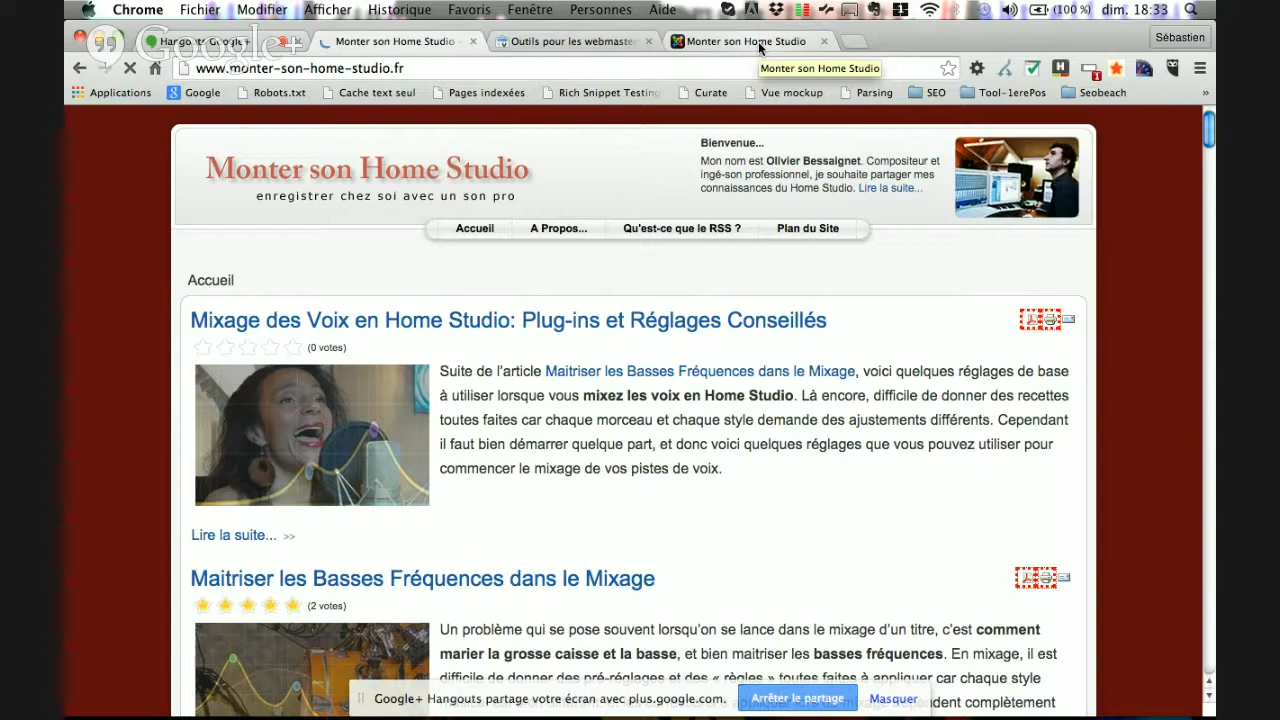 Chrome Fichier Modifier Afficher Historique Favoris Fenêtre Personnes Aide (100 %) dim. 18:33
Google+
Monter son Home Studio Outils pour les webmaster Monter son Home Studio Sébastien
www.monter-son-home-studio.fr
Monter son Home Studio
Applications Google Robots.txt Cache text seul Pages indexées Rich Snippet Testing Curate Vue mockup Parsing SEO Tool-1erePos Seobeach »
Monter son Home Studio
enregistrer chez soi avec un son pro
Bienvenue...
Mon nom est Olivier Bessaignet. Compositeur et
ingé-son professionnel, je souhaite partager mes
connaissances du Home Studio. Lire la suite...
Accueil A Propos... Qu'est-ce que le RSS ? Plan du Site
Accueil
Mixage des Voix en Home Studio: Plug-ins et Réglages Conseillés
(0 votes)
Suite de l'article Maitriser les Basses Fréquences dans le Mixage, voici quelques réglages de base
à utiliser lorsque vous mixez les voix en Home Studio. Là encore, difficile de donner des recettes
toutes faites car chaque morceau et chaque style demande des ajustements différents. Cependant
il faut bien démarrer quelque part, et donc voici quelques réglages que vous pouvez utiliser pour
commencer le mixage de vos pistes de voix.
Lire la suite... >>
Maitriser les Basses Fréquences dans le Mixage
(2 votes)
Un problème qui se pose souvent lorsqu'on se lance dans le mixage d'un titre, c'est comment
marier la grosse caisse et la basse, et bien maitriser les basses fréquences. En mixage, il est
difficile de donner des pré-réglages et des « règles » toutes faites à appliquer car chaque style
dépendent complètement
Google+ Hangouts partage votre écran avec plus.google.com. Arrêter le partage Masquer